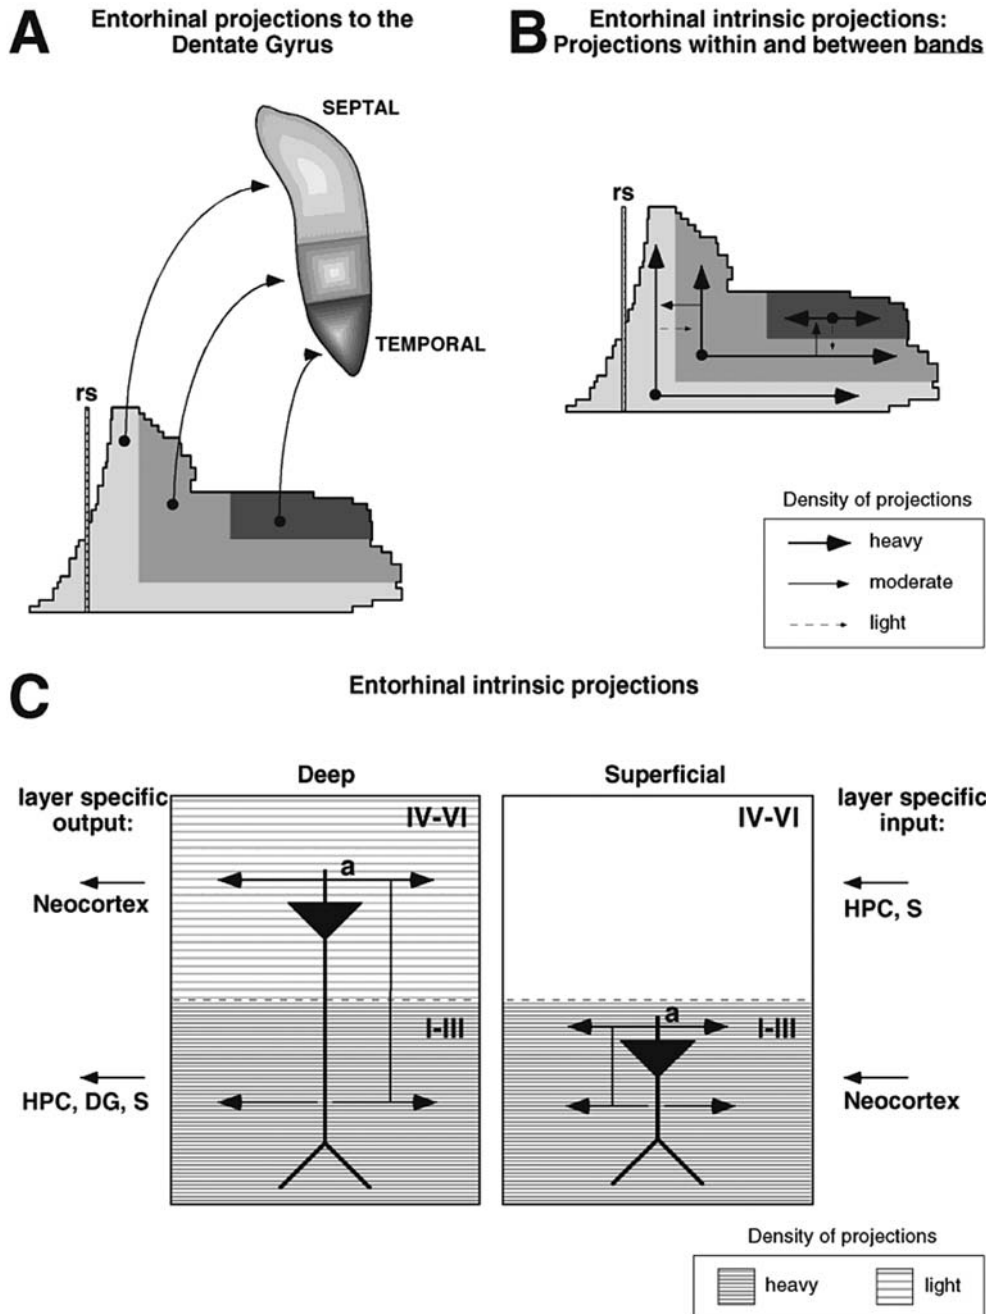 A
Entorhinal projections to the
Dentate Gyrus
SEPTAL
TEMPORAL
rs
B
Entorhinal intrinsic projections:
Projections within and between bands
rs
Density of projections
heavy
moderate
light
C
Entorhinal intrinsic projections
Deep
Superficial
layer specific
output:
Neocortex
HPC, DG, S
IV-VI
a
I-III
IV-VI
a
I-III
layer specific
input:
HPC, S
Neocortex
Density of projections
heavy
light